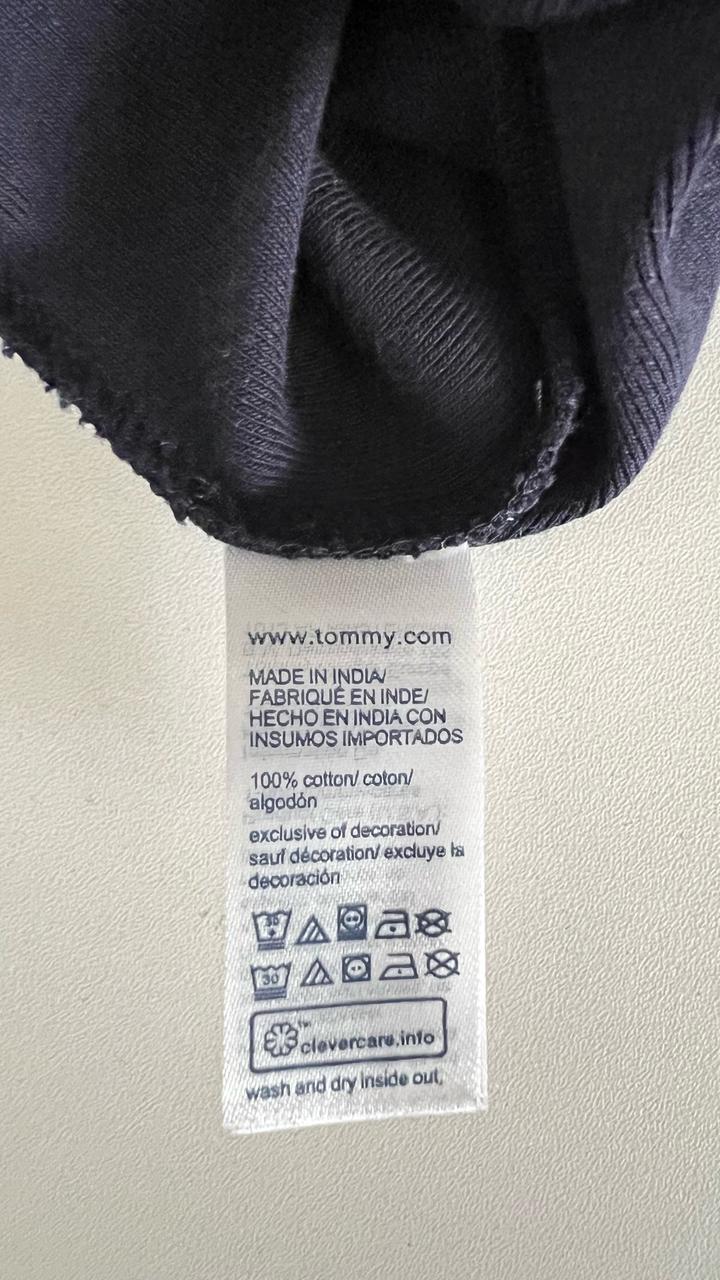 www.tommy.com
MADE IN INDIA/
FABRIQUÉ EN INDE/
HECHO EN INDIA CON
INSUMOS IMPORTADOS
100% cotton/ coton/
algodón
exclusive of decoration/
sauf décoration/ excluye la
decoración
30
30
clevercare.info
wash and dry inside out,